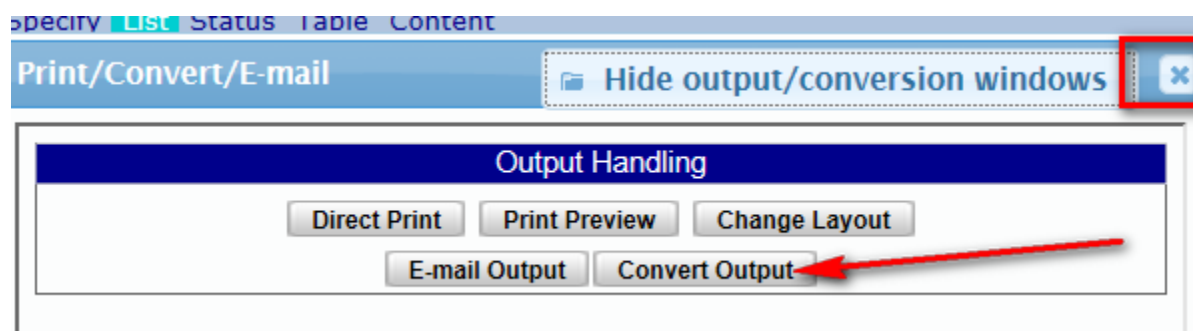 Specify List Status Table Content
Print/Convert/E-mail Hide output/conversion windows
Output Handling
Direct Print Print Preview Change Layout
E-mail Output Convert Output